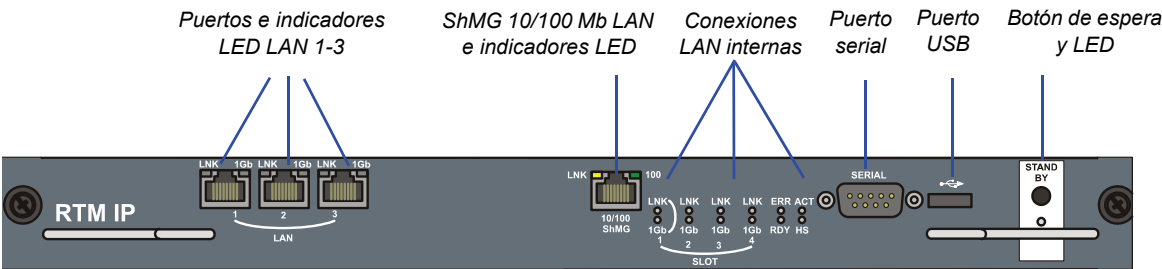 Puertos e indicadores
LED LAN 1-3
ShMG 10/100 Mb LAN
e indicadores LED
Conexiones
LAN internas
Puerto
serial
Puerto
USB
Botón de espera
y LED
LNK 1Gb LNK 1Gb LNK 1Gb
1 2 3
LAN
RTM IP
LNK 100
10/100
ShMG
LNK LNK LNK LNK ERR ACT
1Gb 1Gb 1Gb 1Gb RDY HS
1 2 3 4
SLOT
SERIAL
STAND
BY